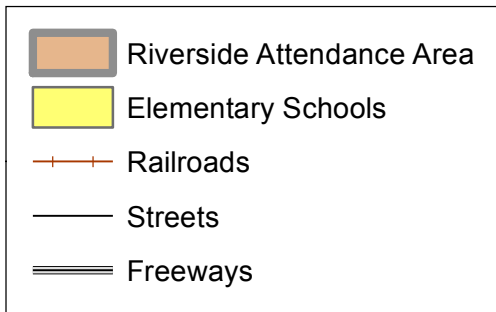 Riverside Attendance Area
Elementary Schools
Railroads
Streets
Freeways